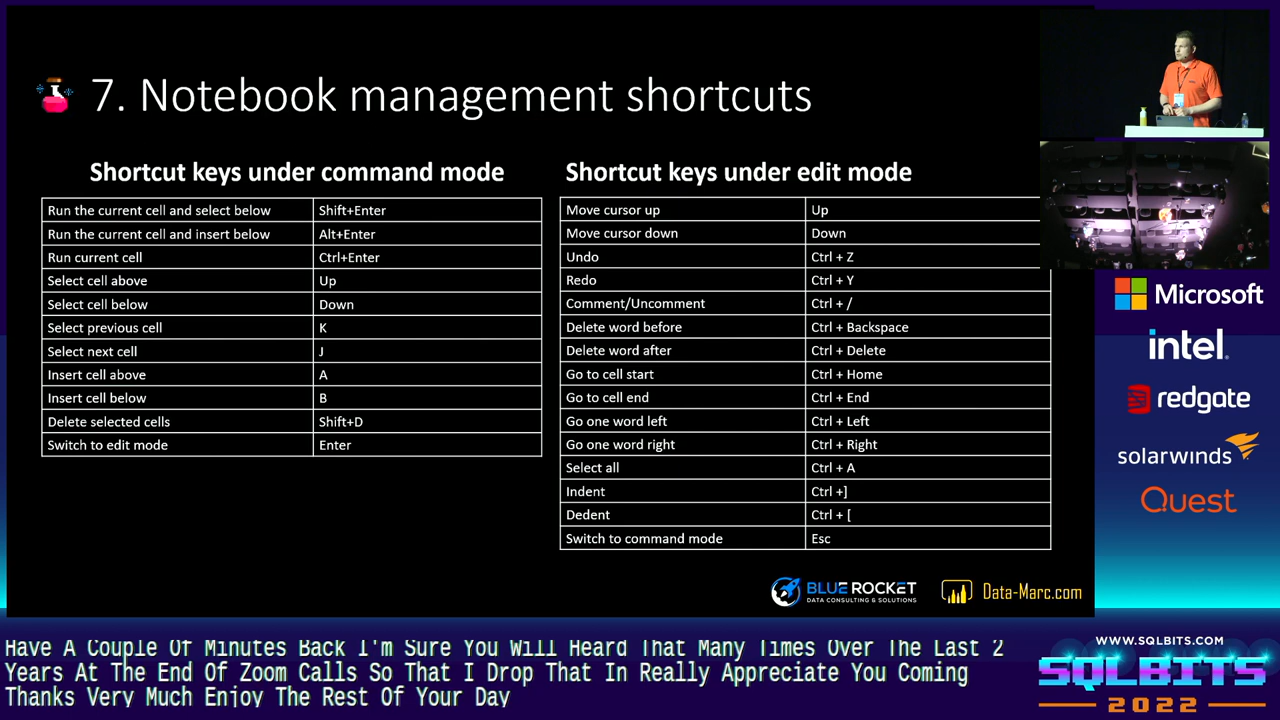 7. Notebook management shortcuts
Shortcut keys under command mode
Run the current cell and select below Shift+Enter
Run the current cell and insert below Alt+Enter
Run current cell Ctrl+Enter
Select cell above Up
Select cell below Down
Select previous cell K
Select next cell J
Insert cell above A
Insert cell below B
Delete selected cells Shift+D
Switch to edit mode Enter
Shortcut keys under edit mode
Move cursor up Up
Move cursor down Down
Undo Ctrl + Z
Redo Ctrl + Y
Comment/Uncomment Ctrl + /
Delete word before Ctrl + Backspace
Delete word after Ctrl + Delete
Go to cell start Ctrl + Home
Go to cell end Ctrl + End
Go one word left Ctrl + Left
Go one word right Ctrl + Right
Select all Ctrl + A
Indent Ctrl +]
Dedent Ctrl + [
Switch to command mode Esc
BLUE ROCKET
DATA CONSULTING & SOLUTIONS
Data-Marc.com
Microsoft
intel.
redgate
solarwinds
Quest
WWW.SQLBITS.COM
SQLBITS
2022
Have A Couple Of Minutes Back I'm Sure You Will Heard That Many Times Over The Last 2
Years At The End Of Zoom Calls So That I Drop That In Really Appreciate You Coming
Thanks Very Much Enjoy The Rest Of Your Day